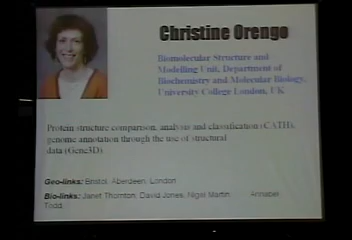 Christine Orengo
Biomolecular Structure and
Modelling Unit, Department of
Biochemistry and Molecular Biology,
University College London, UK
Protein structure comparison, analysis and classification (CATH),
genome annotation through the use of structural
data (Gene3D)
Geo-links: Bristol, Aberdeen, London
Bio-links: Janet Thornton, David Jones, Nigel Martin Annabel
Todd